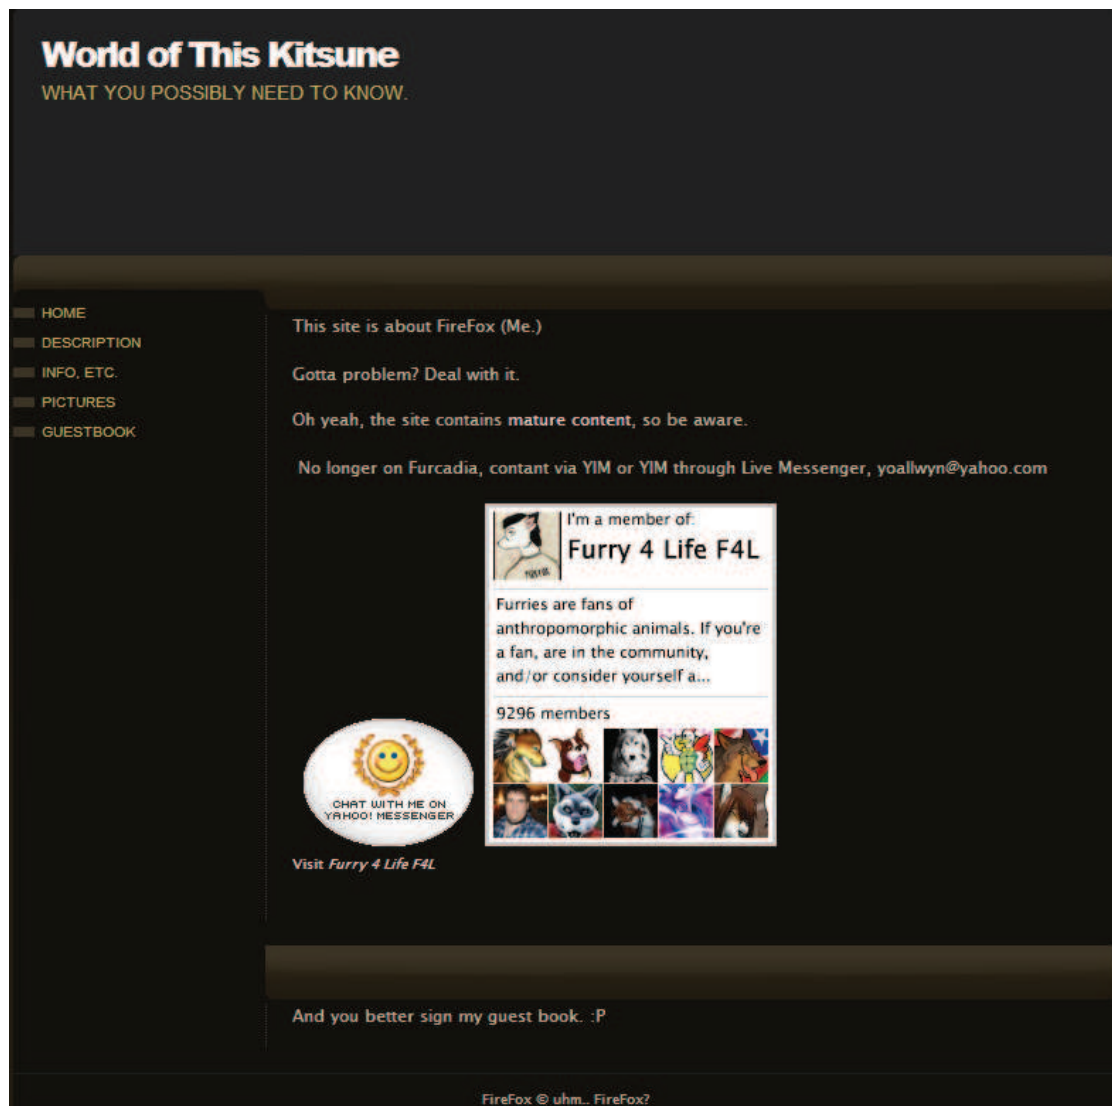 World of This Kitsune
WHAT YOU POSSIBLY NEED TO KNOW.
HOME
DESCRIPTION
INFO, ETC.
PICTURES
GUESTBOOK
This site is about FireFox (Me.)
Gotta problem? Deal with it.
Oh yeah, the site contains mature content, so be aware.
No longer on Furcadia, contant via YIM or YIM through Live Messenger, yoallwyn@yahoo.com
I'm a member of:
Furry 4 Life F4L
Furries are fans of
anthropomorphic animals. If you're
a fan, are in the community,
and/or consider yourself a...
9296 members
CHAT WITH ME ON
YAHOO! MESSENGER
Visit Furry 4 Life F4L
And you better sign my guest book. :P
FireFox © uhm.. FireFox?